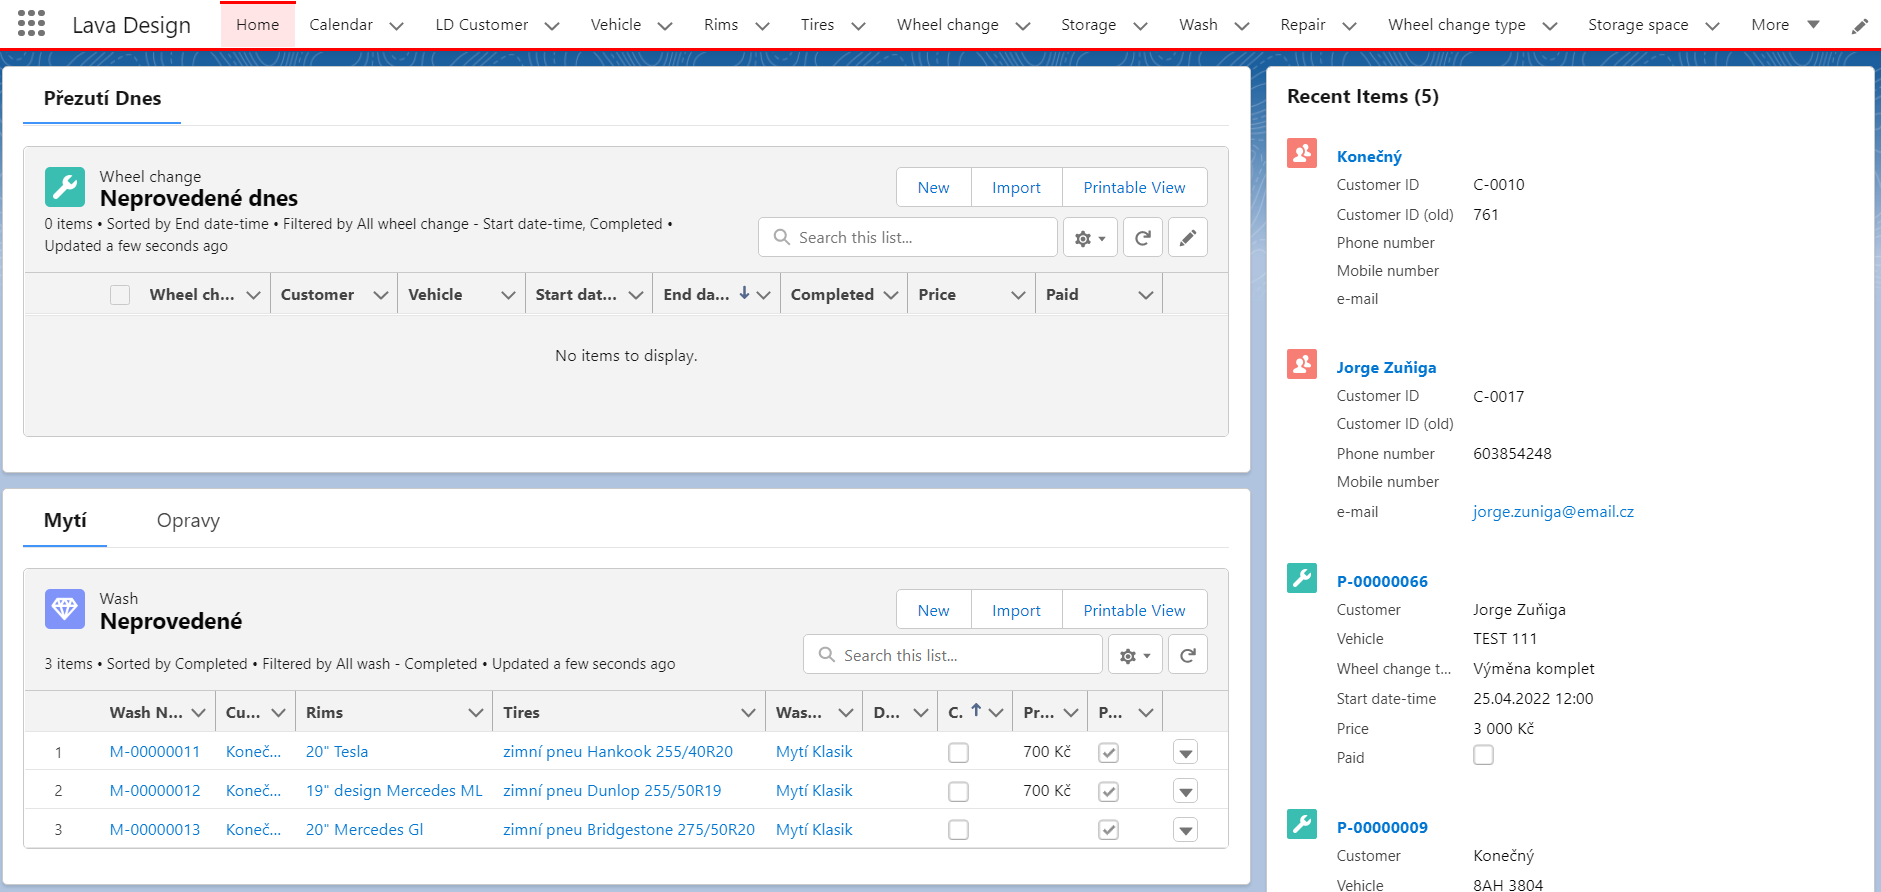 Lava Design
Home
Calendar
LD Customer
Vehicle
Rims
Tires
Wheel change
Storage
Wash
Repair
Wheel change type
Storage space
More
Přezutí Dnes
Wheel change
Neprovedené dnes
0 items • Sorted by End date-time • Filtered by All wheel change - Start date-time, Completed •
Updated a few seconds ago
New
Import
Printable View
Search this list...
Wheel ch...
Customer
Vehicle
Start dat...
End da...
Completed
Price
Paid
No items to display.
Mytí
Opravy
Wash
Neprovedené
3 items • Sorted by Completed • Filtered by All wash - Completed • Updated a few seconds ago
New
Import
Printable View
Search this list...
Wash N...
Cu...
Rims
Tires
Was...
D...
C.
Pr...
P...
1 M-00000011 Koneč... 20" Tesla zimní pneu Hankook 255/40R20 Mytí Klasik 700 Kč
2 M-00000012 Koneč... 19" design Mercedes ML zimní pneu Dunlop 255/50R19 Mytí Klasik 700 Kč
3 M-00000013 Koneč... 20" Mercedes Gl zimní pneu Bridgestone 275/50R20 Mytí Klasik
Recent Items (5)
Konečný
Customer ID C-0010
Customer ID (old) 761
Phone number
Mobile number
e-mail
Jorge Zuňiga
Customer ID C-0017
Customer ID (old)
Phone number 603854248
Mobile number
e-mail jorge.zuniga@email.cz
P-00000066
Customer Jorge Zuňiga
Vehicle TEST 111
Wheel change t... Výměna komplet
Start date-time 25.04.2022 12:00
Price 3 000 Kč
Paid
P-00000009
Customer Konečný
Vehicle 8AH 3804